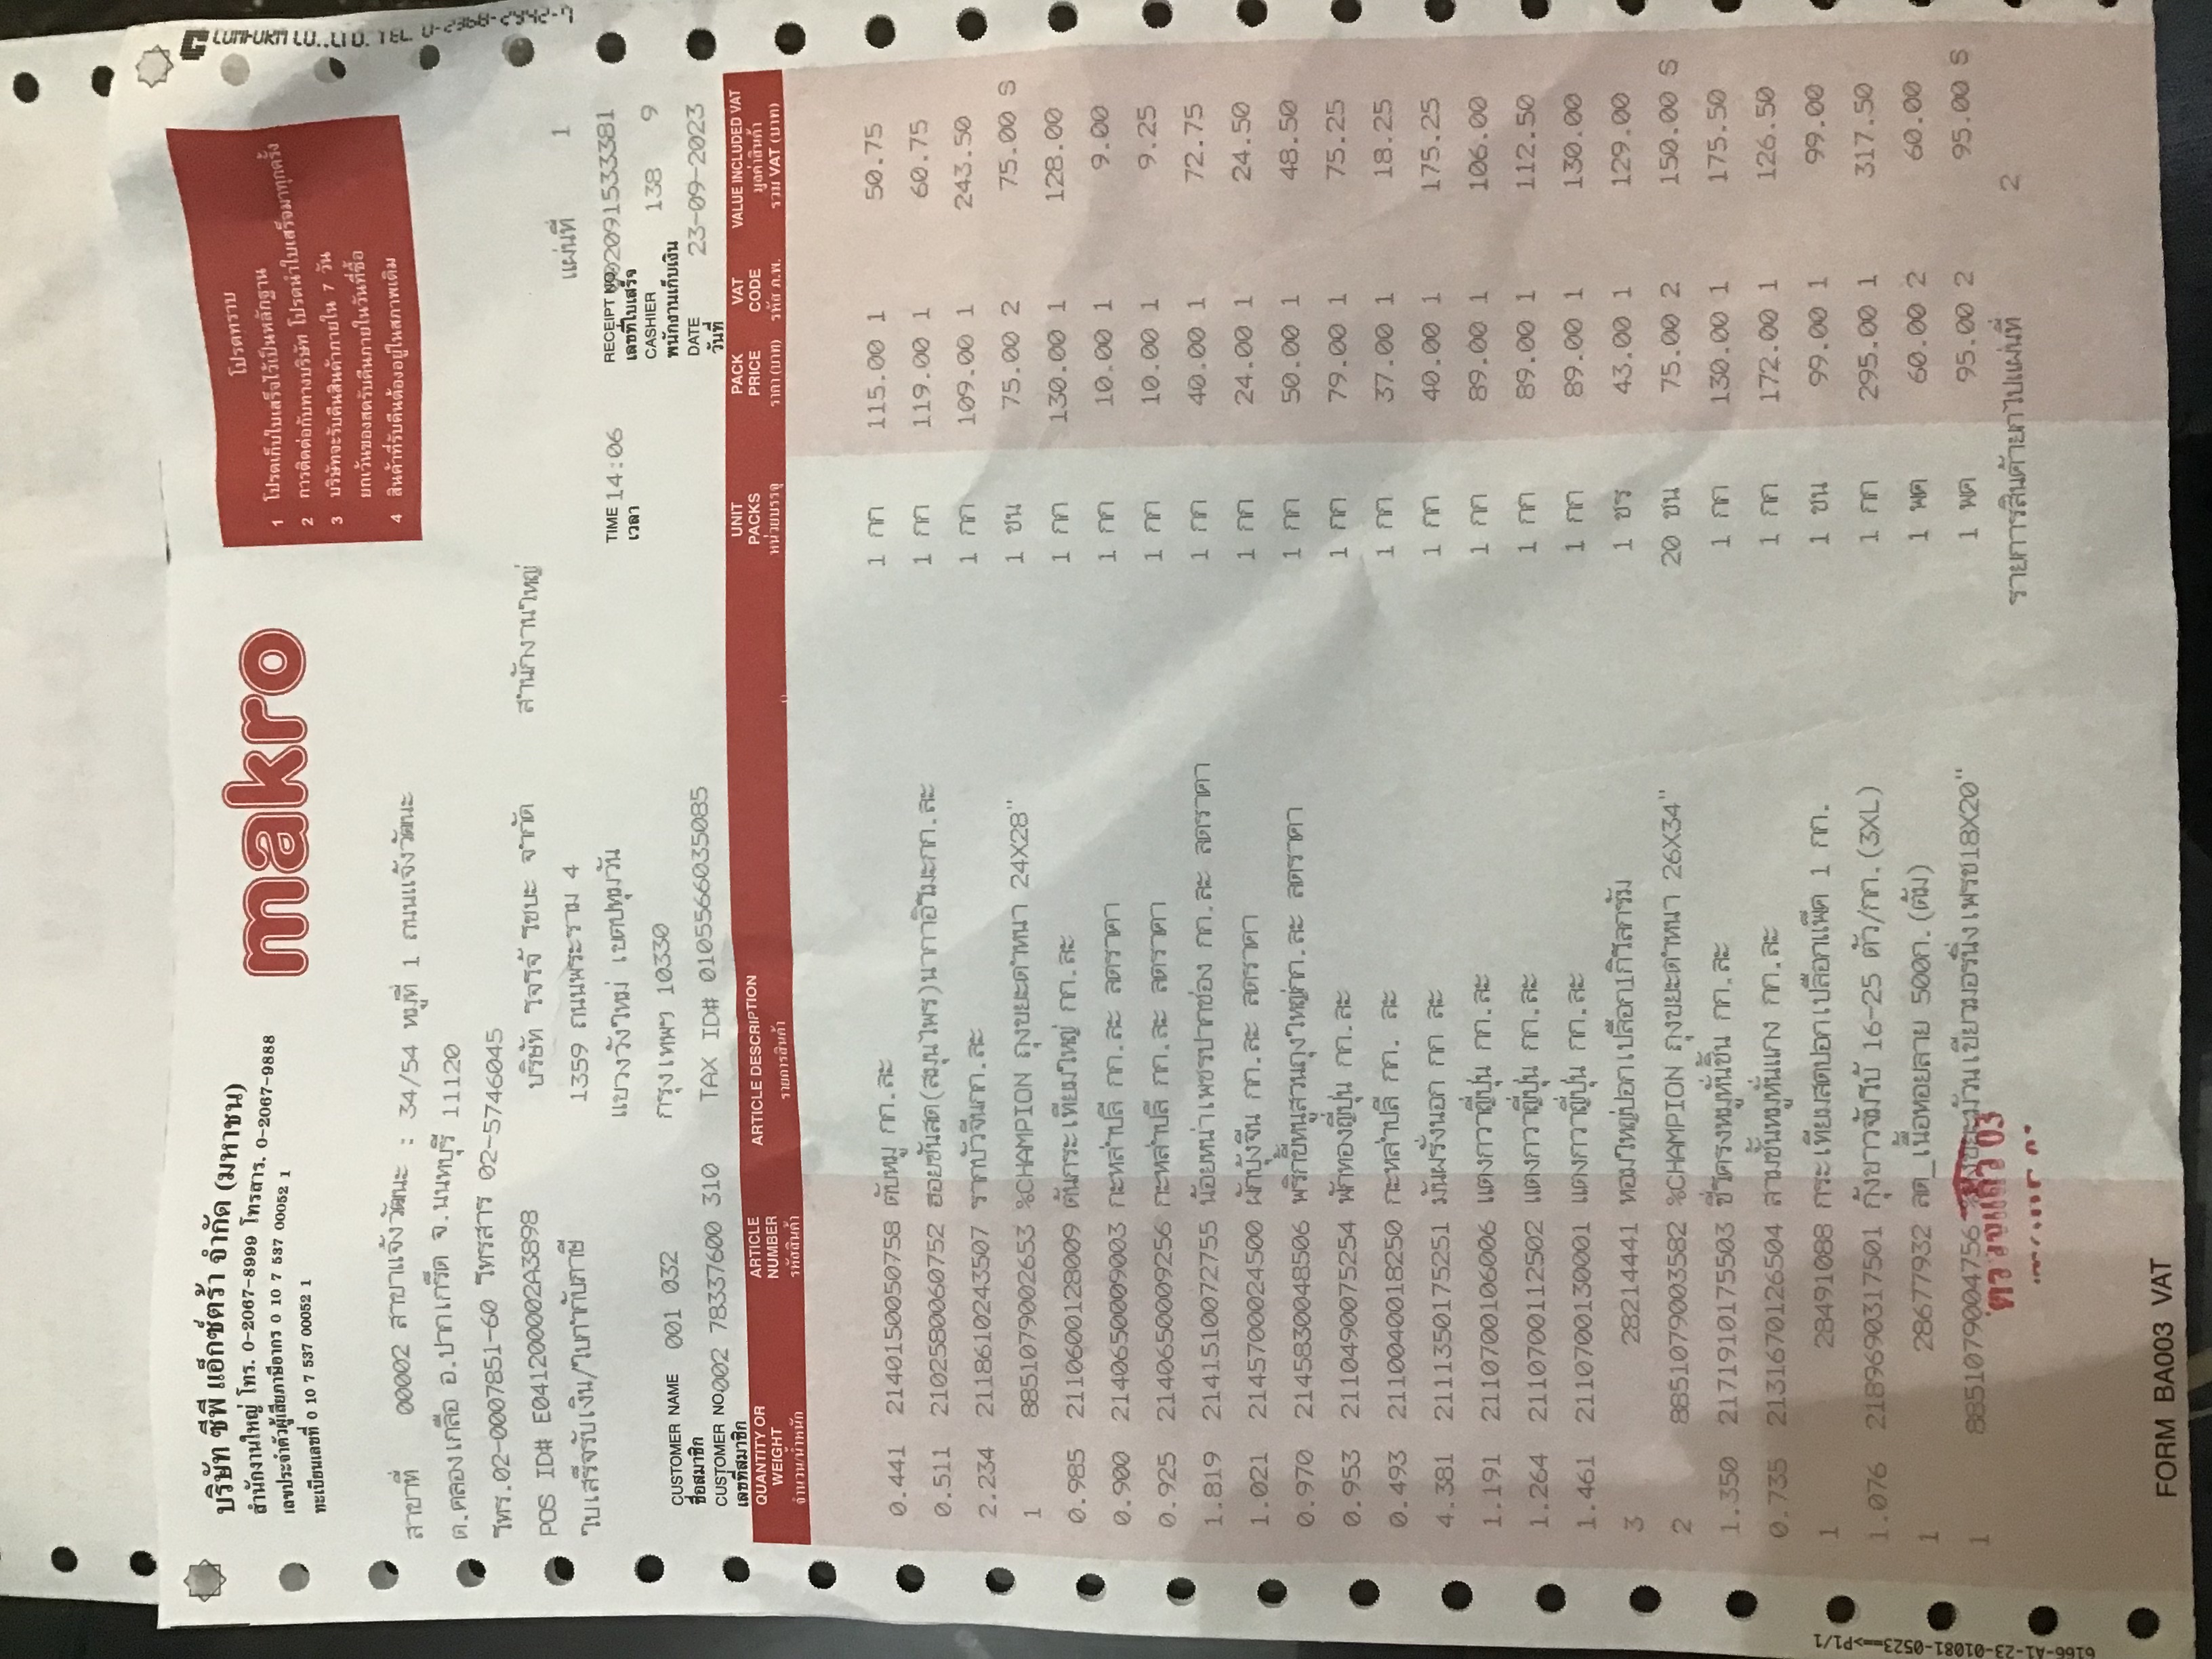 บริษัท ซีพี แอ็กซ์ตร้า จำกัด (มหาชน)
สำนักงานใหญ่ โทร. 0-2067-8999 โทรสาร. 0-2067-9888
เลขประจำตัวผู้เสียภาษีอากร 0 10 7 537 00052 1
ทะเบียนเลขที่ 0 10 7 537 00052 1
makro
โปรดทราบ
1 โปรดเก็บใบเสร็จไว้เป็นหลักฐาน
2 การติดต่อกับทางบริษัท โปรดนำใบเสร็จมาทุกครั้ง
3 บริษัทจะรับคืนสินค้าภายใน 7 วัน
ยกเว้นของสดรับคืนภายในวันที่ซื้อ
4 สินค้าที่รับคืนต้องอยู่ในสภาพเดิม
สาขาที่ 00002 สาขาแจ้งวัฒนะ : 34/54 หมู่ที่ 1 ถนนแจ้งวัฒนะ
ต.คลองเกลือ อ.ปากเกร็ด จ.นนทบุรี 11120
โทร.02-0007851-60 โทรสาร 02-5746045
POS ID# E041200002A3898 บริษัท โจโจ้ โชบะ จำกัด สำนักงานใหญ่
ใบเสร็จรับเงิน/ใบกำกับภาษี 1359 ถนนพระราม 4 แผ่นที่ 1
แขวงวังใหม่ เขตปทุมวัน TIME 14:06 RECEIPT NO. 002091533381
เวลา เลขที่ใบเสร็จ
CUSTOMER NAME 001 032 กรุงเทพฯ 10330 CASHIER 138 9
ชื่อสมาชิก พนักงานเก็บเงิน
CUSTOMER NO. 002 78337600 310 TAX ID# 0105566035085 DATE 23-09-2023
เลขที่สมาชิก วันที่
QUANTITY OR WEIGHT ARTICLE NUMBER ARTICLE DESCRIPTION UNIT PACKS PACK PRICE VAT CODE VALUE INCLUDED VAT
จำนวน/น้ำหนัก รหัสสินค้า รายการสินค้า หน่วยบรรจุ ราคา (บาท) รหัส ภ.พ. มูลค่าสินค้า รวม VAT (บาท)
0.441 2140150050758 ตับหมู กก.ละ 1 กก 115.00 1 50.75
0.511 2102580060752 ฮอยซันสด(สมุนไพร)นากาอิโมะกก.ละ 1 กก 119.00 1 60.75
2.234 2118610243507 รากบัวจีนกก.ละ 1 กก 109.00 1 243.50
1 8851079002653 %CHAMPION ถุงขยะดำหนา 24X28" 1 ชน 75.00 2 75.00 S
0.985 2110600128009 ต้นกระเทียมใหญ่ กก.ละ 1 กก 130.00 1 128.00
0.900 2140650009003 กะหล่ำปลี กก.ละ ลดราคา 1 กก 10.00 1 9.00
0.925 2140650009256 กะหล่ำปลี กก.ละ ลดราคา 1 กก 10.00 1 9.25
1.819 2141510072755 น้อยหน่าเพชรปากช่อง กก.ละ ลดราคา 1 กก 40.00 1 72.75
1.021 2145700024500 ผักบุ้งจีน กก.ละ ลดราคา 1 กก 24.00 1 24.50
0.970 2145830048506 พริกขี้หนูสวนถุงใหญ่กก.ละ ลดราคา 1 กก 50.00 1 48.50
0.953 2110490075254 ฟักทองญี่ปุ่น กก.ละ 1 กก 79.00 1 75.25
0.493 2110040018250 กะหล่ำปลี กก. ละ 1 กก 37.00 1 18.25
4.381 2111350175251 มันฝรั่งนอก กก ละ 1 กก 40.00 1 175.25
1.191 2110700106006 แตงกวาญี่ปุ่น กก.ละ 1 กก 89.00 1 106.00
1.264 2110700112502 แตงกวาญี่ปุ่น กก.ละ 1 กก 89.00 1 112.50
1.461 2110700130001 แตงกวาญี่ปุ่น กก.ละ 1 กก 89.00 1 130.00
3 28214441 หอมใหญ่ปอกเปลือก1กิโลกรัม 1 ชร 43.00 1 129.00
2 8851079003582 %CHAMPION ถุงขยะดำหนา 26X34" 20 ชน 75.00 2 150.00 S
1.350 2171910175503 ซี่โครงหมูหั่นชิ้น กก.ละ 1 กก 130.00 1 175.50
0.735 2131670126504 สามชั้นหมูหั่นแกง กก.ละ 1 กก 172.00 1 126.50
1 28491088 กระเทียมสดปอกเปลือกแพ็ค 1 กก. 1 ชน 99.00 1 99.00
1.076 2189690317501 กุ้งขาวจัมโบ้ 16-25 ตัว/กก.(3XL) 1 กก 295.00 1 317.50
1 28677932 ลด_เนื้อหอยลาย 500ก.(ต้ม) 1 พค 60.00 2 60.00
1 8851079004756 %ถุงขยะม้วนเขียวมอรนิ่งเฟรช18X20" 1 พค 95.00 2 95.00 S
ตรวจแล้ว 03
รายการสินค้ายกไปแผ่นที่ 2
FORM BA003 VAT
6166-A1-23-01081-0523==>P1/1